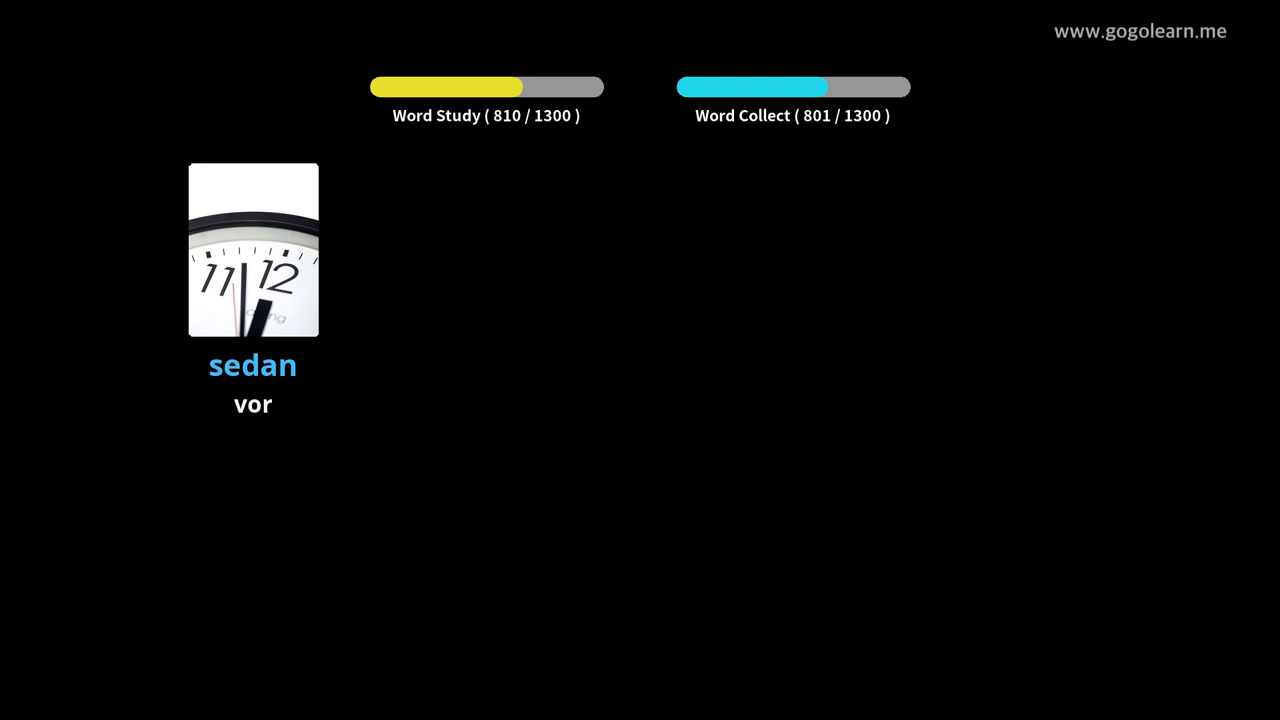 www.gogolearn.me
Word Study ( 810 / 1300 )
Word Collect ( 801 / 1300 )
11 12
sedan
vor